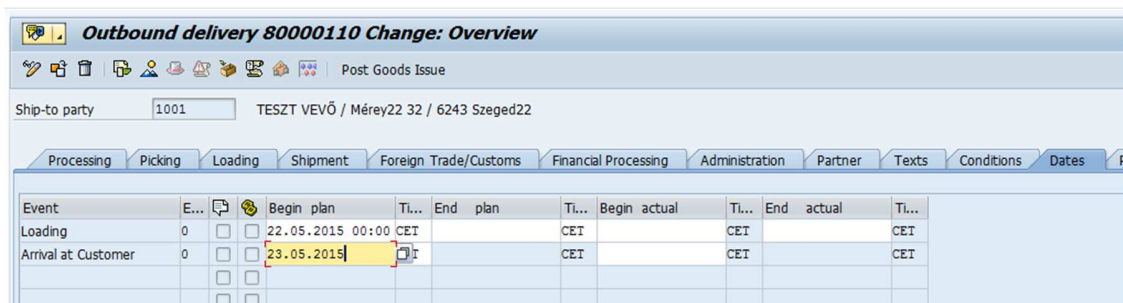 Outbound delivery 80000110 Change: Overview
Post Goods Issue
Ship-to party 1001 TESZT VEVŐ / Mérey22 32 / 6243 Szeged22
Processing Picking Loading Shipment Foreign Trade/Customs Financial Processing Administration Partner Texts Conditions Dates
Event E... Begin plan Ti... End plan Ti... Begin actual Ti... End actual Ti...
Loading 0 22.05.2015 00:00 CET CET CET CET
Arrival at Customer 0 23.05.2015 CET CET CET